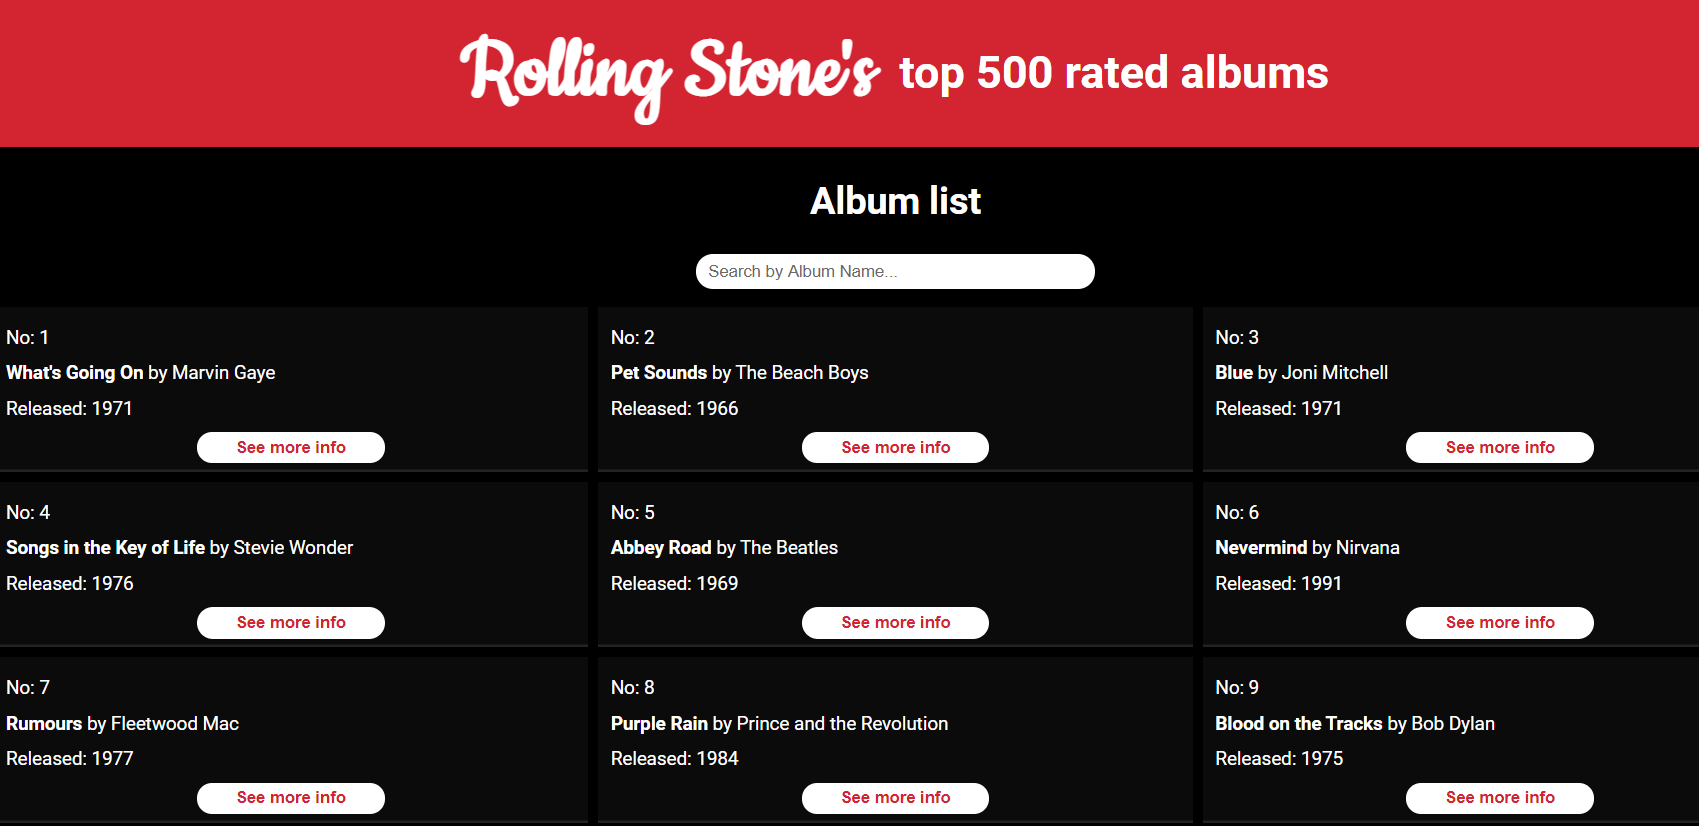 Rolling Stone's top 500 rated albums
Album list
Search by Album Name...
No: 1
What's Going On by Marvin Gaye
Released: 1971
See more info
No: 2
Pet Sounds by The Beach Boys
Released: 1966
See more info
No: 3
Blue by Joni Mitchell
Released: 1971
See more info
No: 4
Songs in the Key of Life by Stevie Wonder
Released: 1976
See more info
No: 5
Abbey Road by The Beatles
Released: 1969
See more info
No: 6
Nevermind by Nirvana
Released: 1991
See more info
No: 7
Rumours by Fleetwood Mac
Released: 1977
See more info
No: 8
Purple Rain by Prince and the Revolution
Released: 1984
See more info
No: 9
Blood on the Tracks by Bob Dylan
Released: 1975
See more info